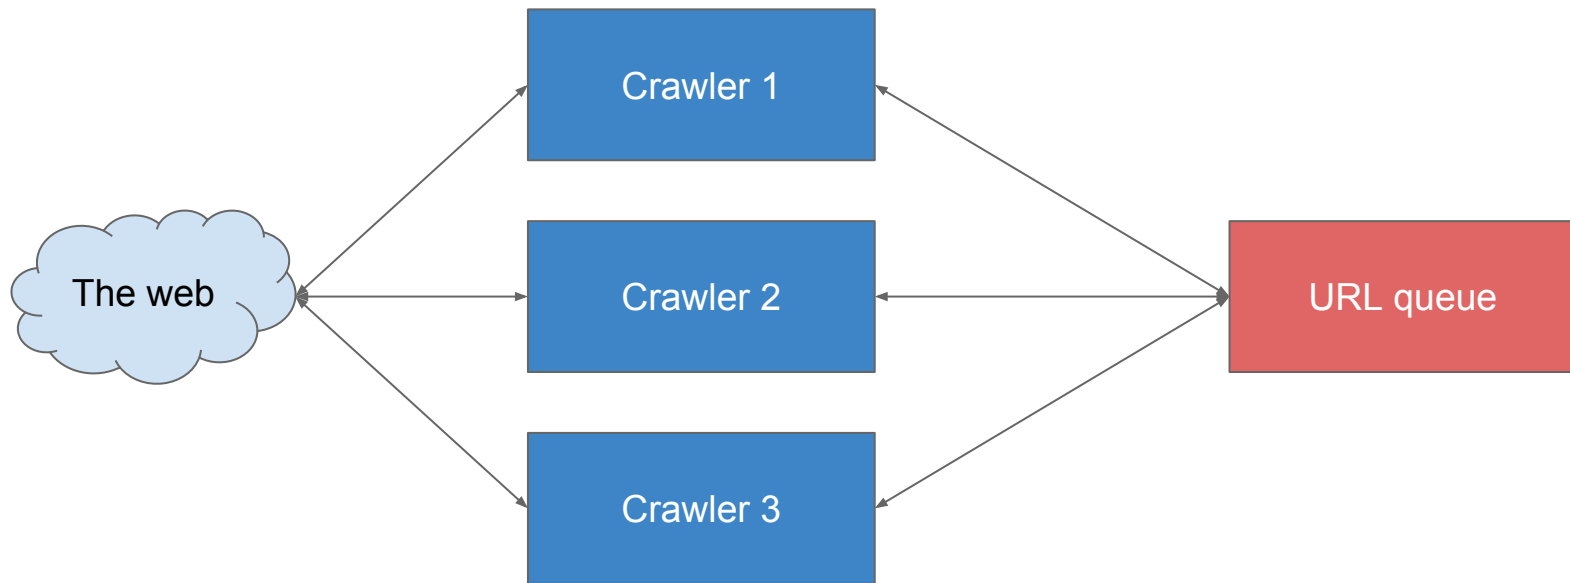 Crawler 1
The web
Crawler 2
URL queue
Crawler 3